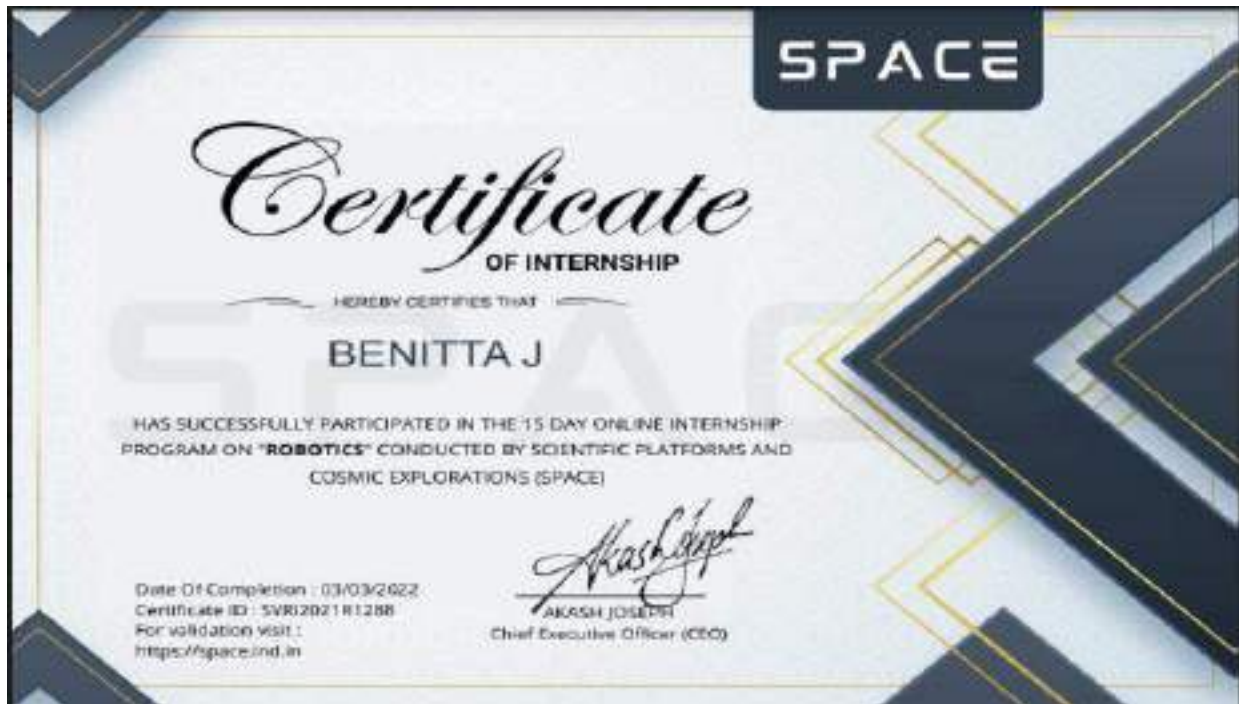 SPACE
Certificate
OF INTERNSHIP
HEREBY CERTIFIES THAT
BENITTA J
HAS SUCCESSFULLY PARTICIPATED IN THE 15 DAY ONLINE INTERNSHIP
PROGRAM ON "ROBOTICS" CONDUCTED BY SCIENTIFIC PLATFORMS AND
COSMIC EXPLORATIONS (SPACE)
Akash Joseph
Date Of Completion : 03/03/2022
Certificate ID : SVRI2021R1288
For validation visit :
https://space.ind.in
AKASH JOSEPH
Chief Executive Officer (CEO)